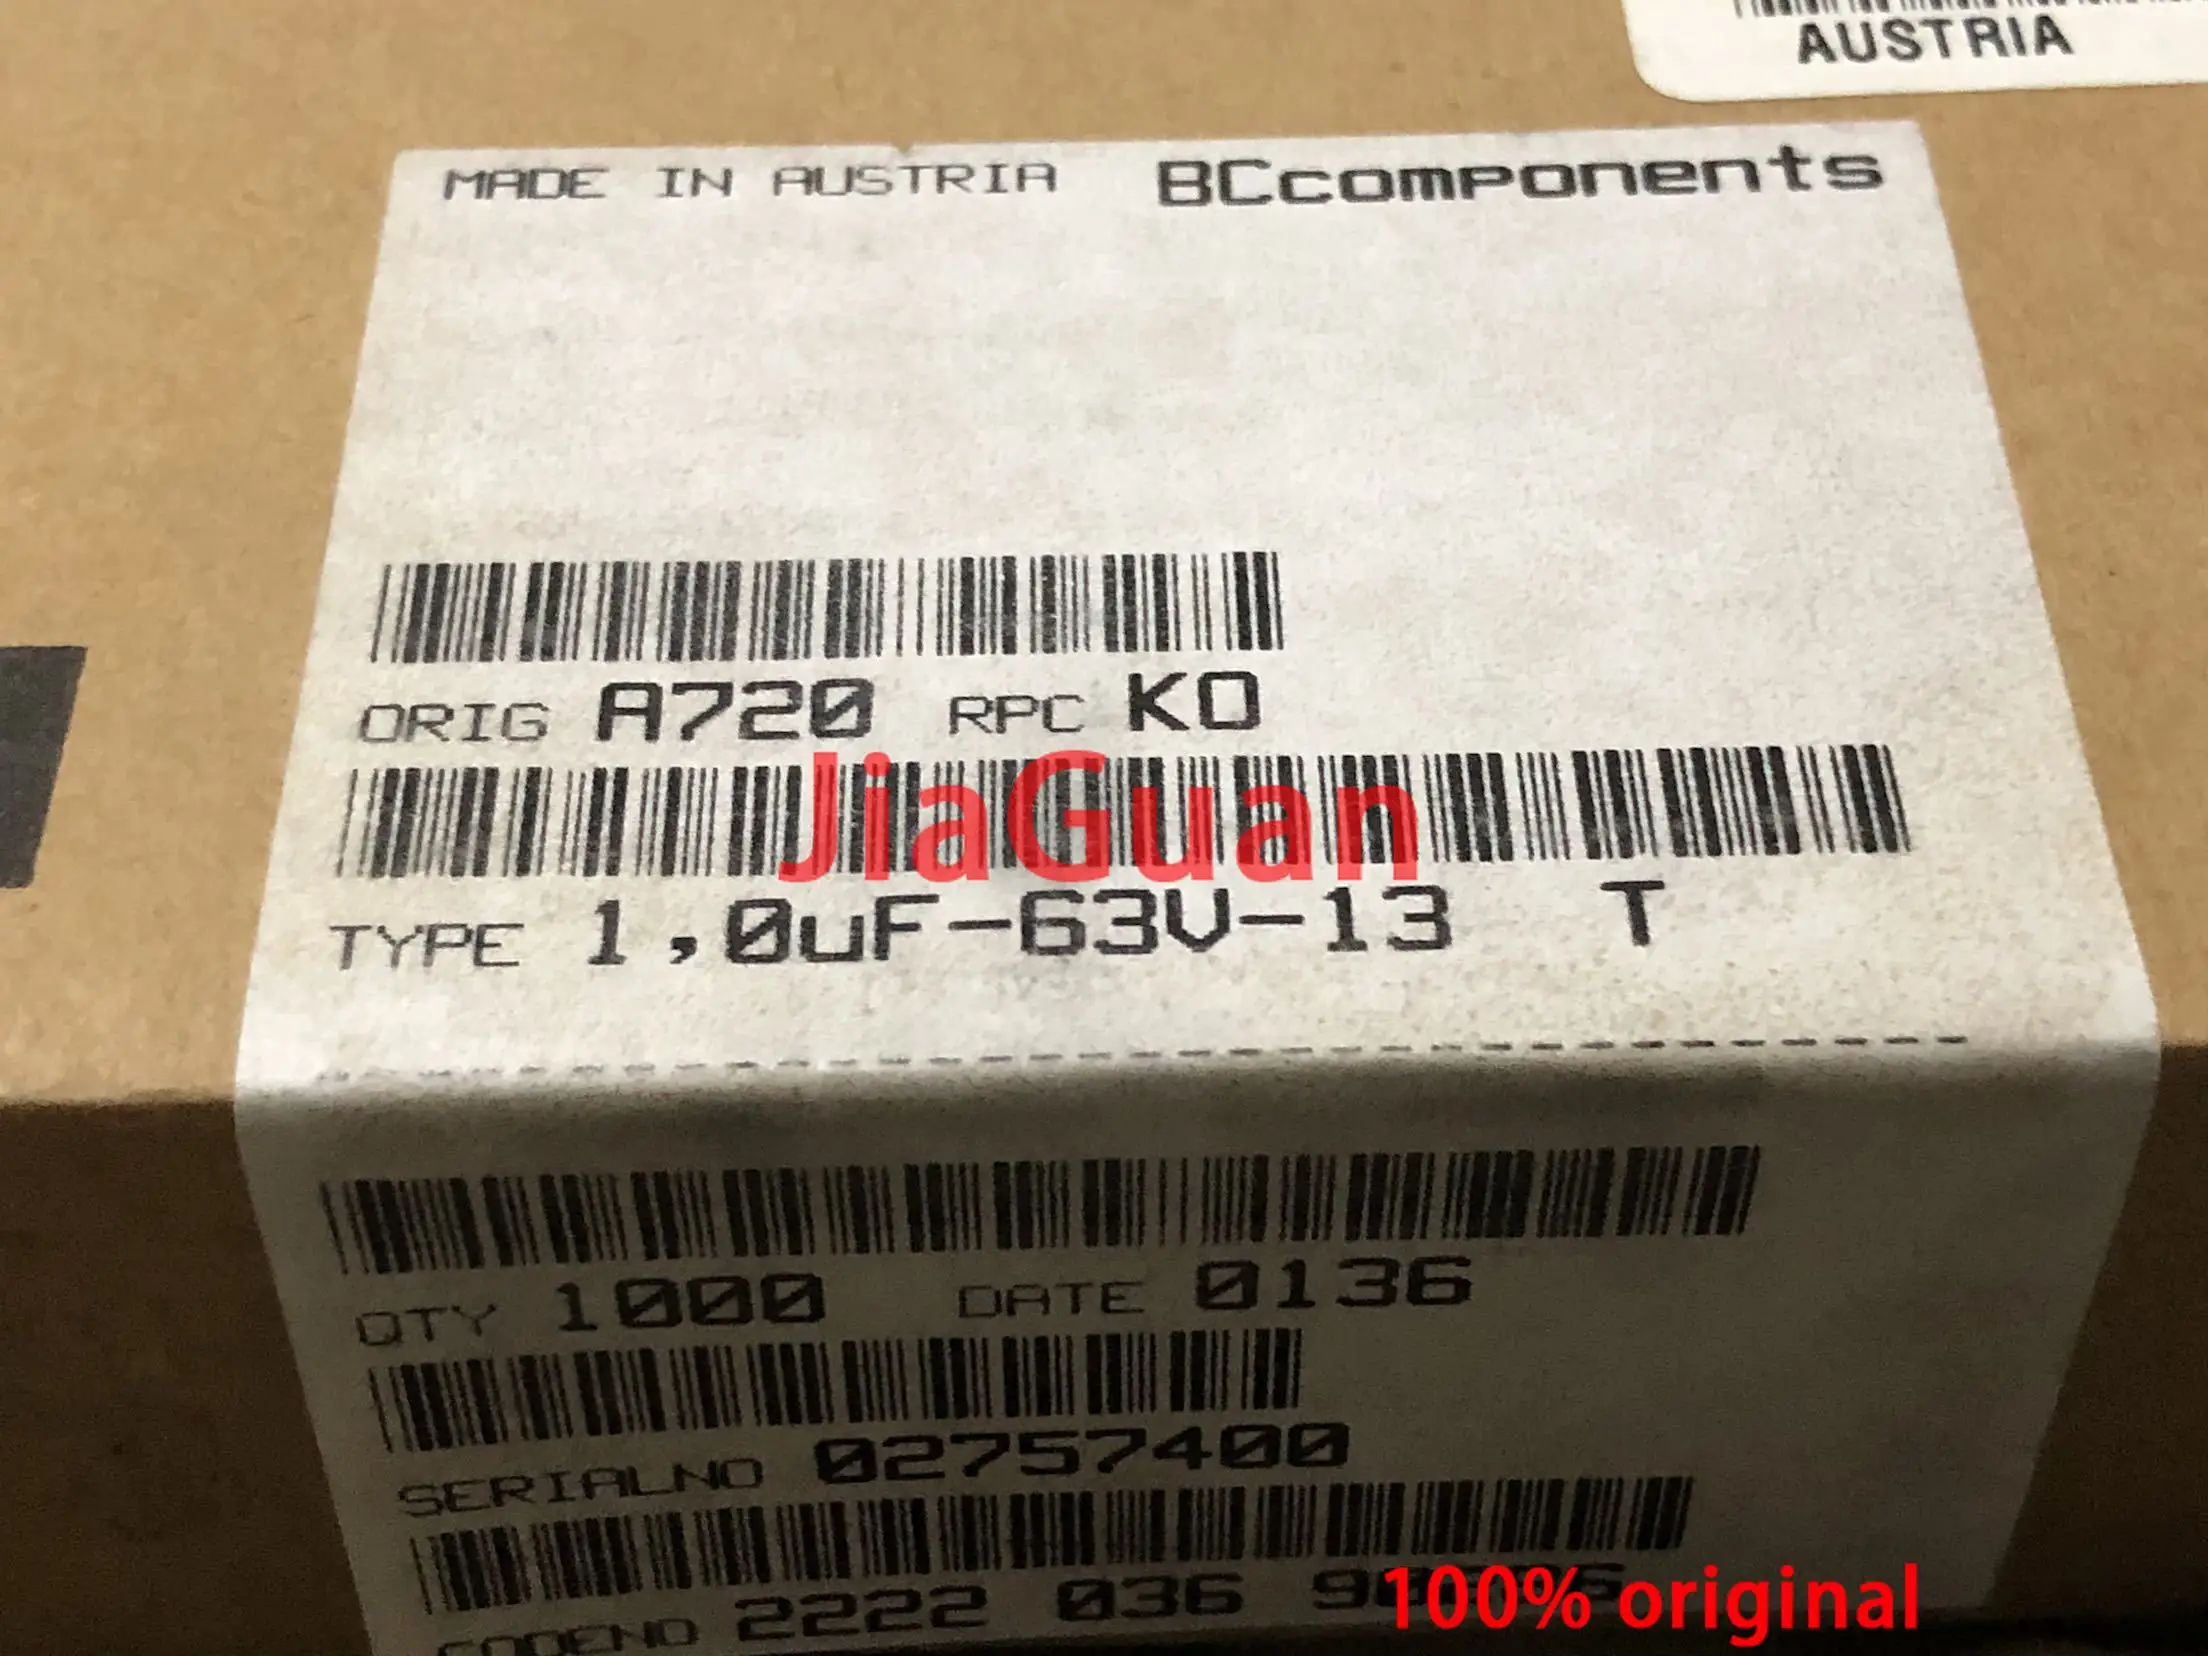 AUSTRIA
MADE IN AUSTRIA BCcomponents
ORIG A720 RPC KO
JiaGuan
TYPE 1,0uF-63V-13 T
QTY 1000 DATE 0136
SERIALNO 02757400
CODENO 2222 036
100% original